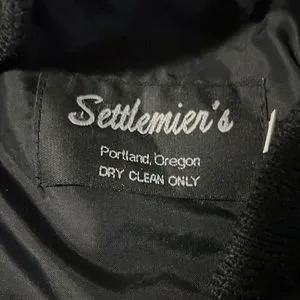 Settlemier's
Portland, Oregon
DRY CLEAN ONLY